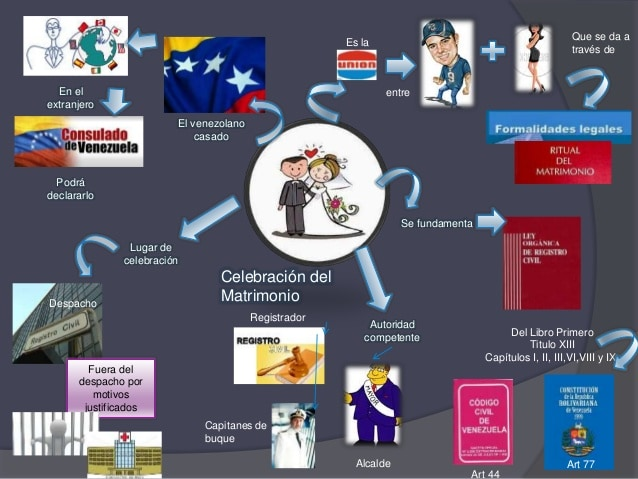 Es la
union
entre
Que se da a
través de
Formalidades legales
RITUAL
DEL
MATRIMONIO
El venezolano
casado
En el
extranjero
Consulado
de Venezuela
Podrá
declararlo
Celebración del
Matrimonio
Se fundamenta
LEY
ORGÁNICA
DE REGISTRO
CIVIL
Del Libro Primero
Titulo XIII
Capítulos I, II, III,VI,VIII y IX
CÓDIGO
CIVIL DE
VENEZUELA
Art 44
CONSTITUCIÓN
de la República
BOLIVARIANA
de Venezuela
Art 77
Lugar de
celebración
Despacho
Registro Civil
Fuera del
despacho por
motivos
justificados
Autoridad
competente
Registrador
REGISTRO
CIVIL
Capitanes de
buque
MAYOR
Alcalde